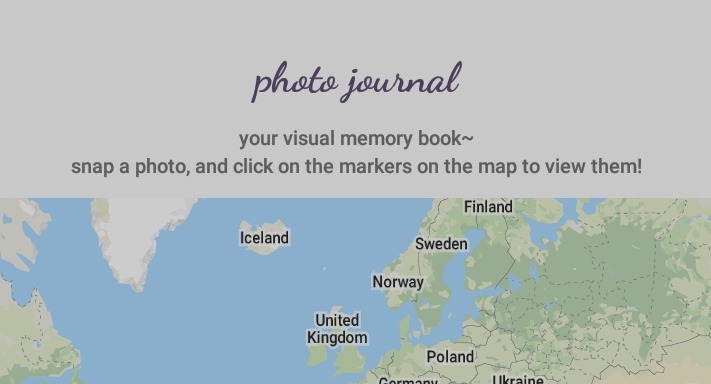 photo journal
your visual memory book~
snap a photo, and click on the markers on the map to view them!
Finland
Iceland
Sweden
Norway
United
Kingdom
Poland
Germany
Ukraine